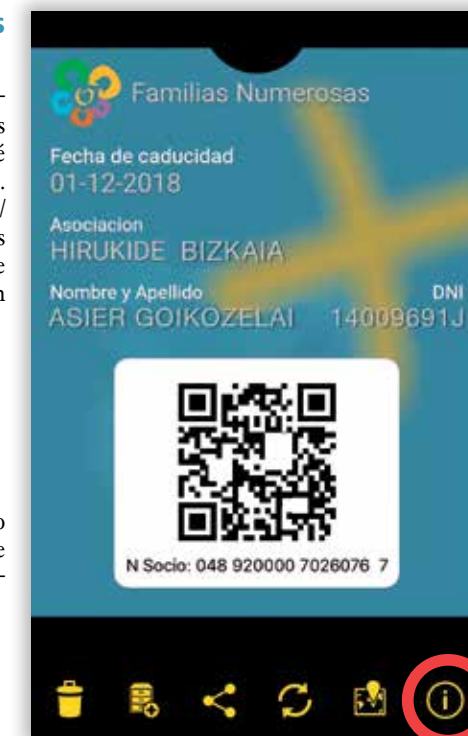 Familias Numerosas
Fecha de caducidad
01-12-2018
Asociacion
HIRUKIDE BIZKAIA
Nombre y Apellido DNI
ASIER GOIKOZELAI 14009691J
N Socio: 048 920000 7026076 7